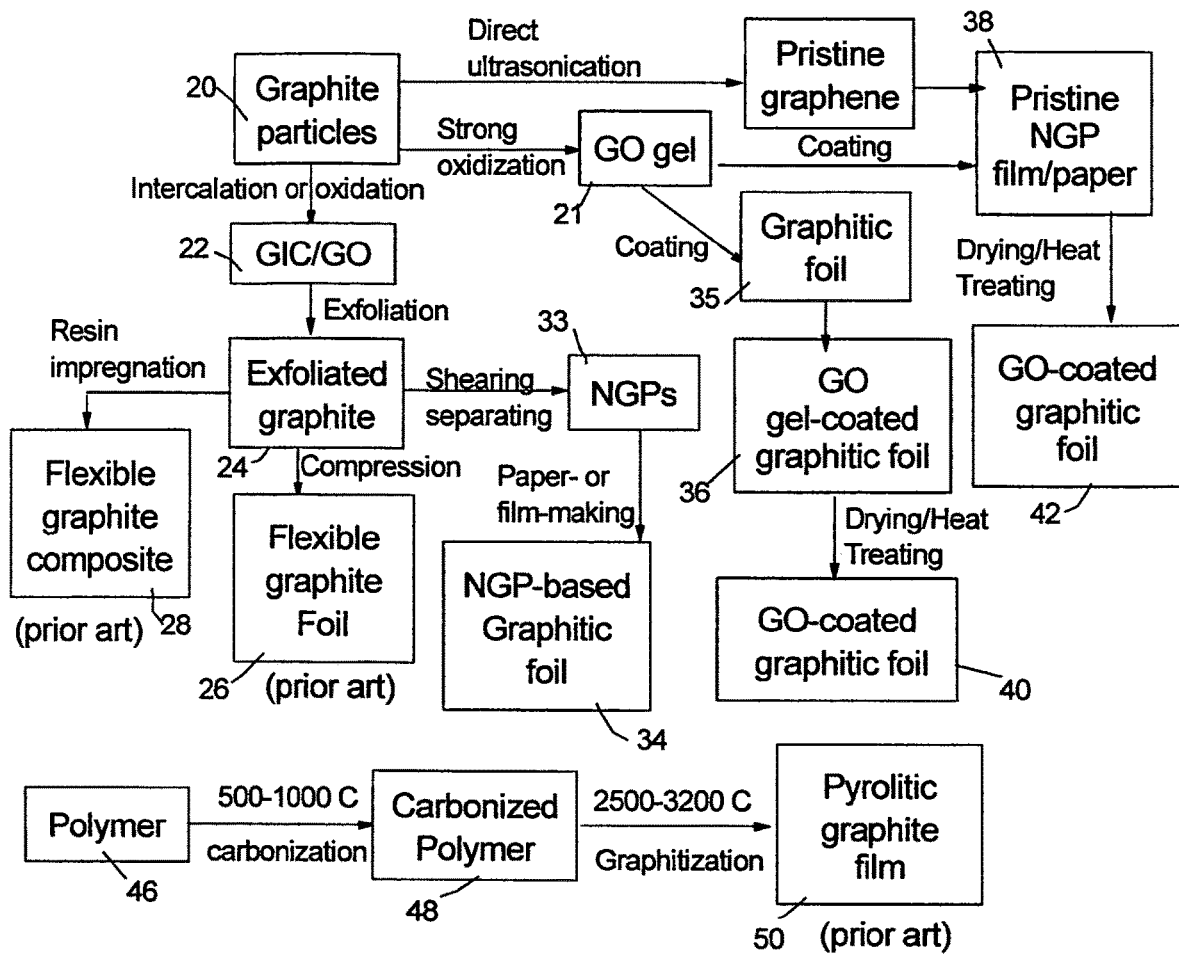 Direct
ultrasonication
38
20
Graphite
particles
Pristine
graphene
Pristine
NGP
film/paper
Strong
oxidization
GO gel
Coating
Intercalation or oxidation
21
22
GIC/GO
Coating
Graphitic
foil
35
Drying/Heat
Treating
Exfoliation
Resin
impregnation
33
Exfoliated
graphite
Shearing
separating
NGPs
GO
gel-coated
graphitic foil
GO-coated
graphitic
foil
24
Compression
36
42
Flexible
graphite
composite
Paper- or
film-making
Flexible
graphite
Foil
Drying/Heat
Treating
(prior art)
28
NGP-based
Graphitic
foil
GO-coated
graphitic foil
26
(prior art)
40
34
Polymer
500-1000 C
carbonization
Carbonized
Polymer
2500-3200 C
Graphitization
Pyrolitic
graphite
film
46
48
50
(prior art)